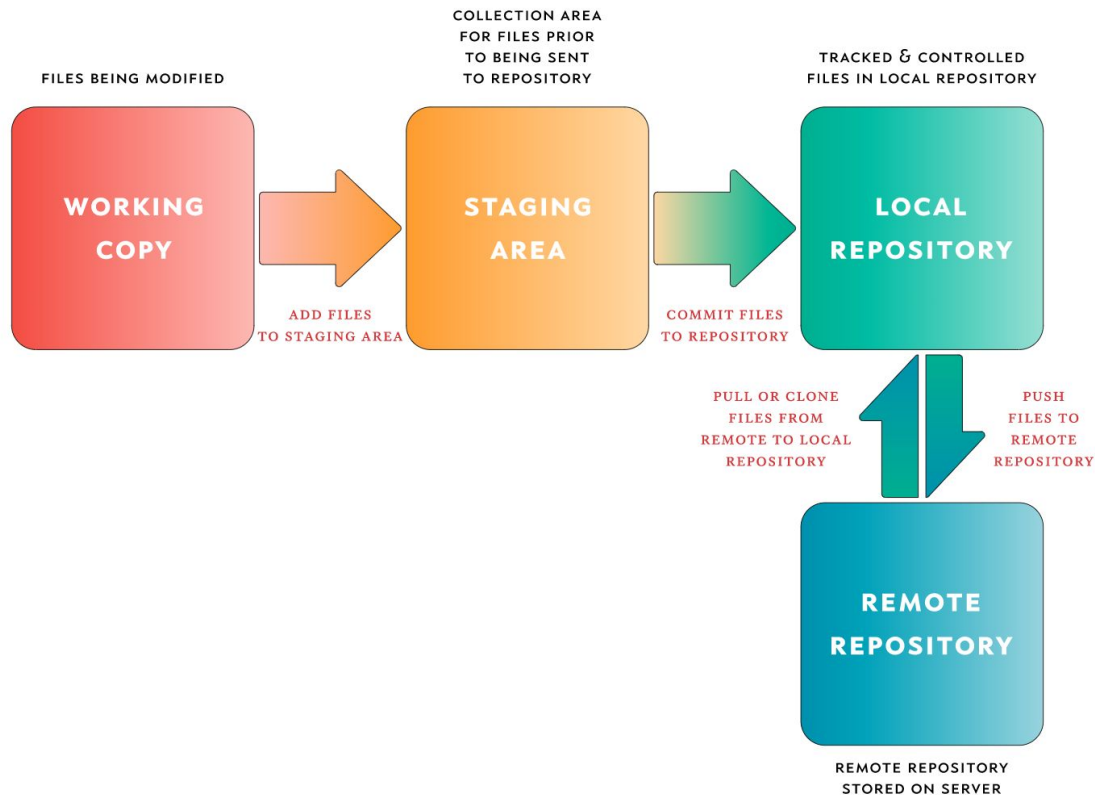 FILES BEING MODIFIED
COLLECTION AREA
FOR FILES PRIOR
TO BEING SENT
TO REPOSITORY
TRACKED & CONTROLLED
FILES IN LOCAL REPOSITORY
WORKING
COPY
ADD FILES
TO STAGING AREA
STAGING
AREA
COMMIT FILES
TO REPOSITORY
LOCAL
REPOSITORY
PULL OR CLONE
FILES FROM
REMOTE TO LOCAL
REPOSITORY
PUSH
FILES TO
REMOTE
REPOSITORY
REMOTE
REPOSITORY
REMOTE REPOSITORY
STORED ON SERVER